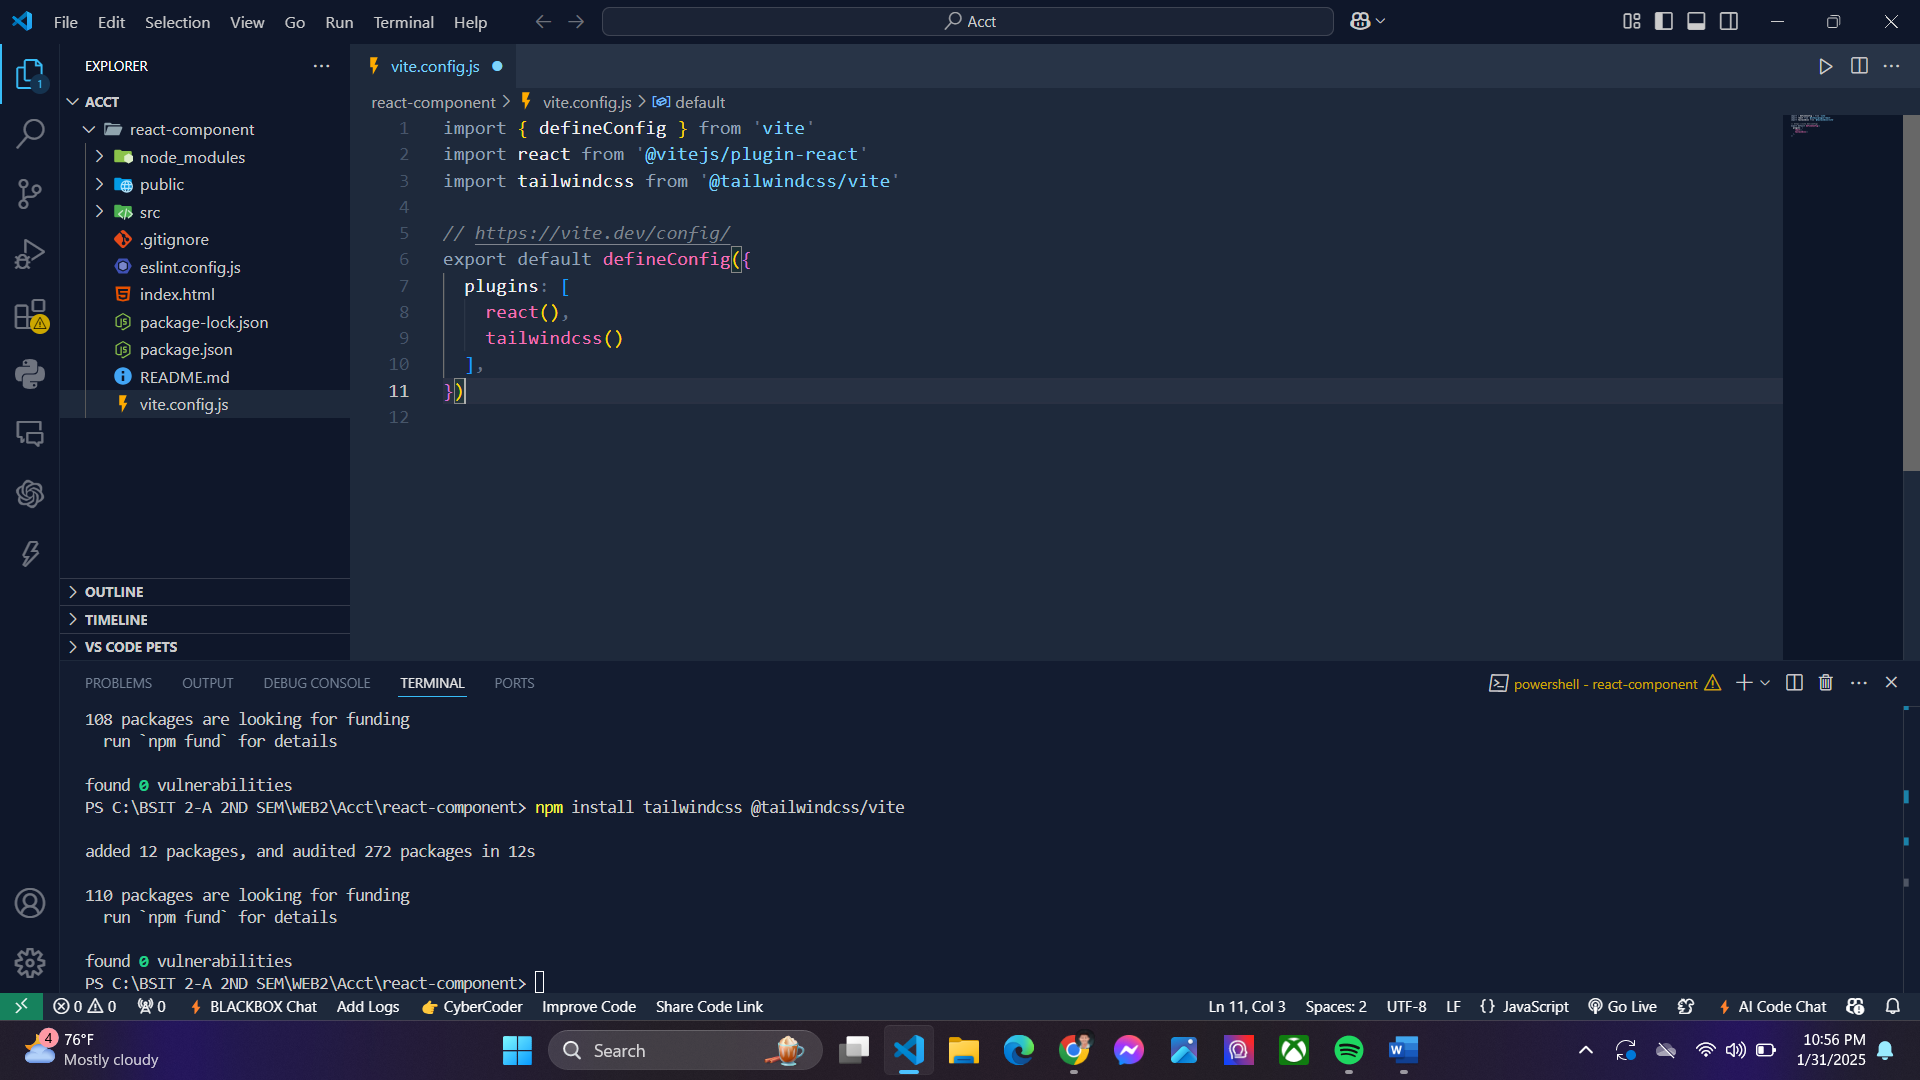 File Edit Selection View Go Run Terminal Help
Acct
EXPLORER
ACCT
react-component
node_modules
public
src
.gitignore
eslint.config.js
index.html
package-lock.json
package.json
README.md
vite.config.js
OUTLINE
TIMELINE
VS CODE PETS
1
vite.config.js
react-component > vite.config.js > default
1 import { defineConfig } from 'vite'
2 import react from '@vitejs/plugin-react'
3 import tailwindcss from '@tailwindcss/vite'
4
5 // https://vite.dev/config/
6 export default defineConfig({
7 plugins: [
8 react(),
9 tailwindcss()
10 ],
11 })
12
PROBLEMS OUTPUT DEBUG CONSOLE TERMINAL PORTS
powershell - react-component
108 packages are looking for funding
run `npm fund` for details
found 0 vulnerabilities
PS C:\BSIT 2-A 2ND SEM\WEB2\Acct\react-component> npm install tailwindcss @tailwindcss/vite
added 12 packages, and audited 272 packages in 12s
110 packages are looking for funding
run `npm fund` for details
found 0 vulnerabilities
PS C:\BSIT 2-A 2ND SEM\WEB2\Acct\react-component>
0 0 0 BLACKBOX Chat Add Logs CyberCoder Improve Code Share Code Link
Ln 11, Col 3 Spaces: 2 UTF-8 LF {} JavaScript Go Live AI Code Chat
4
76°F
Mostly cloudy
Search
10:56 PM
1/31/2025